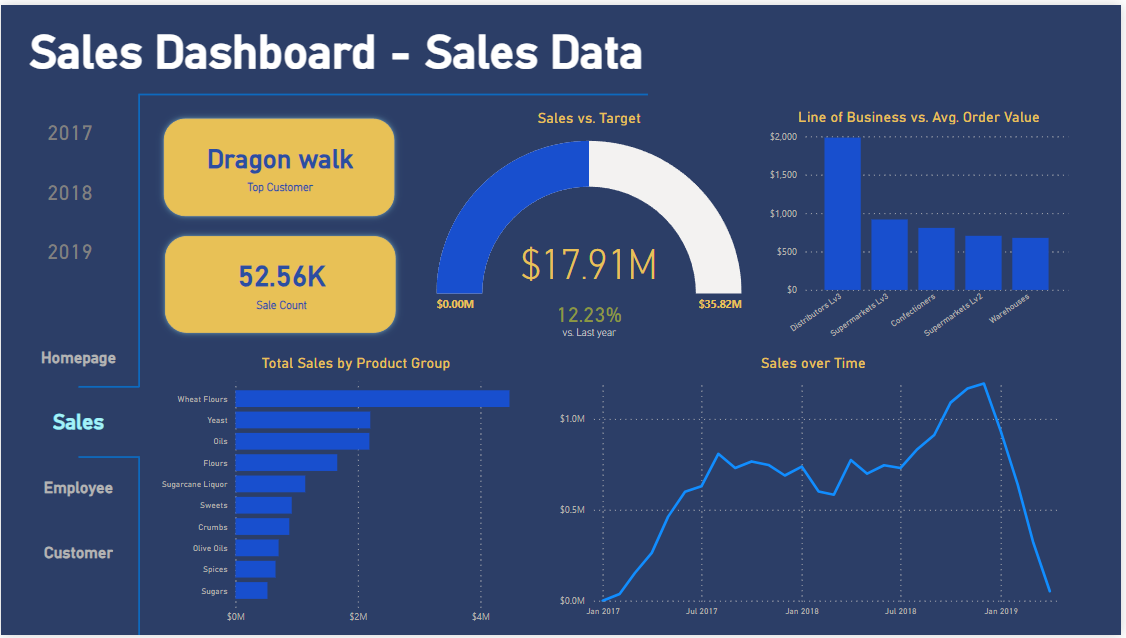 Sales Dashboard - Sales Data
2017
2018
2019
Homepage
Sales
Employee
Customer
Dragon walk
Top Customer
52.56K
Sale Count
Sales vs. Target
$17.91M
$0.00M
$35.82M
12.23%
vs. Last year
Line of Business vs. Avg. Order Value
$2,000
$1,500
$1,000
$500
$0
Distributors Lv3
Supermarkets Lv3
Confectioners
Supermarkets Lv2
Warehouses
Total Sales by Product Group
Wheat Flours
Yeast
Oils
Flours
Sugarcane Liquor
Sweets
Crumbs
Olive Oils
Spices
Sugars
$0M
$2M
$4M
Sales over Time
$1.0M
$0.5M
$0.0M
Jan 2017
Jul 2017
Jan 2018
Jul 2018
Jan 2019